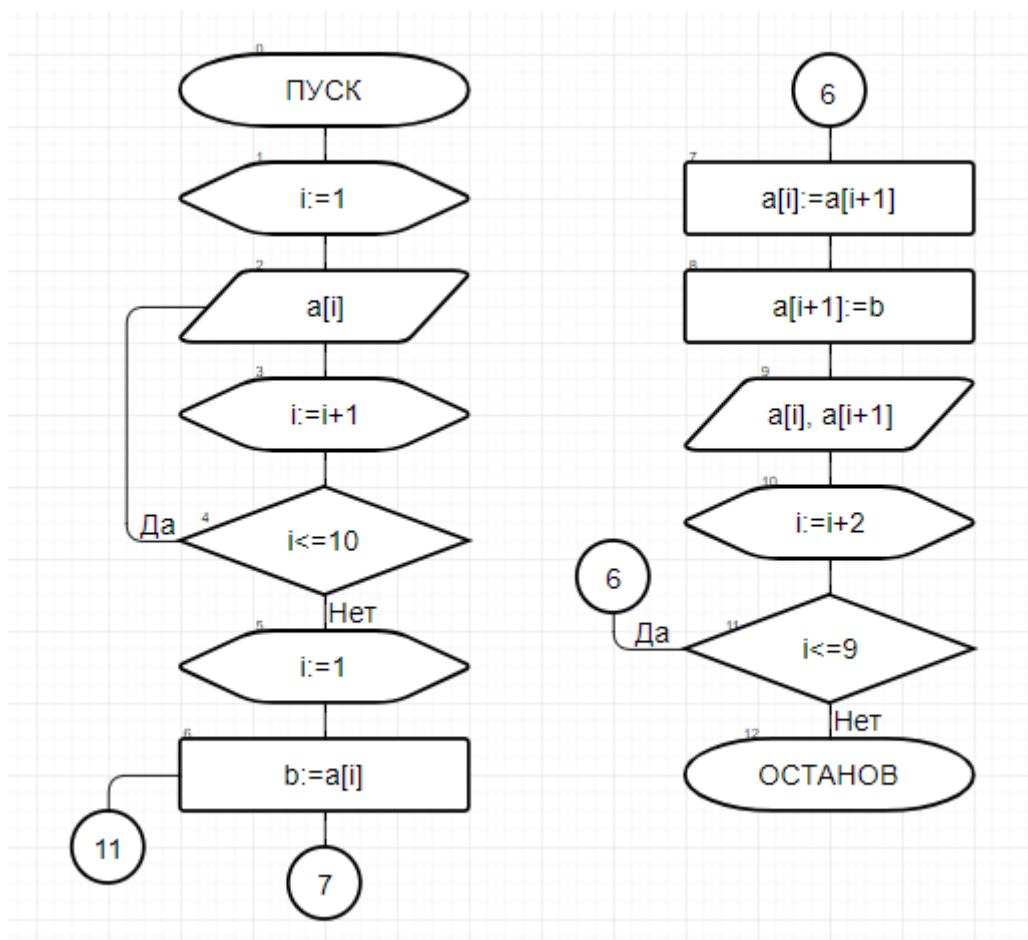 0
ПУСК
1
i:=1
2
a[i]
3
i:=i+1
4
Да
i<=10
Нет
5
i:=1
6
b:=a[i]
11
7
6
7
a[i]:=a[i+1]
8
a[i+1]:=b
9
a[i], a[i+1]
10
i:=i+2
6
Да
11
i<=9
Нет
12
ОСТАНОВ